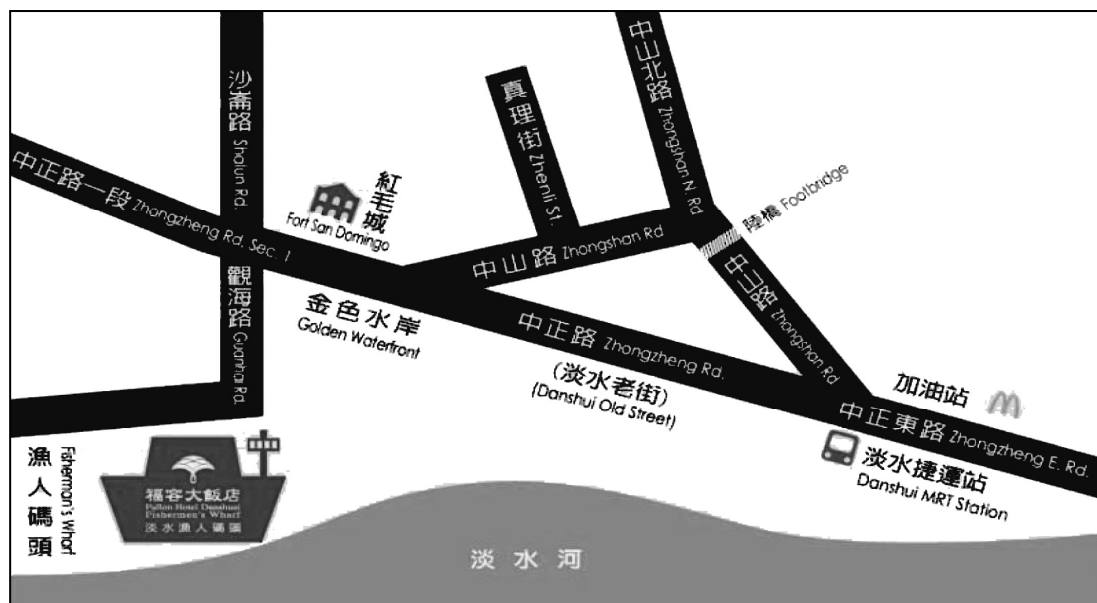 沙崙路 Shalun Rd.
中山北路 Zhongshan N. Rd
真理街 Zhenli St.
陸橋 Footbridge
中正路一段 Zhongzheng Rd. Sec. 1
紅毛城
Fort San Domingo
中山路 Zhongshan Rd
中山路 Zhongshan Rd
觀海路 Guanhai Rd.
金色水岸
Golden Waterfront
中正路 Zhongzheng Rd.
(淡水老街)
(Danshui Old Street)
加油站
中正東路 Zhongzheng E. Rd.
淡水捷運站
Danshui MRT Station
漁人碼頭
Fisherman's Wharf
福容大飯店
Fullon Hotel Danshui
Fishermen's Wharf
淡水漁人碼頭
淡水河